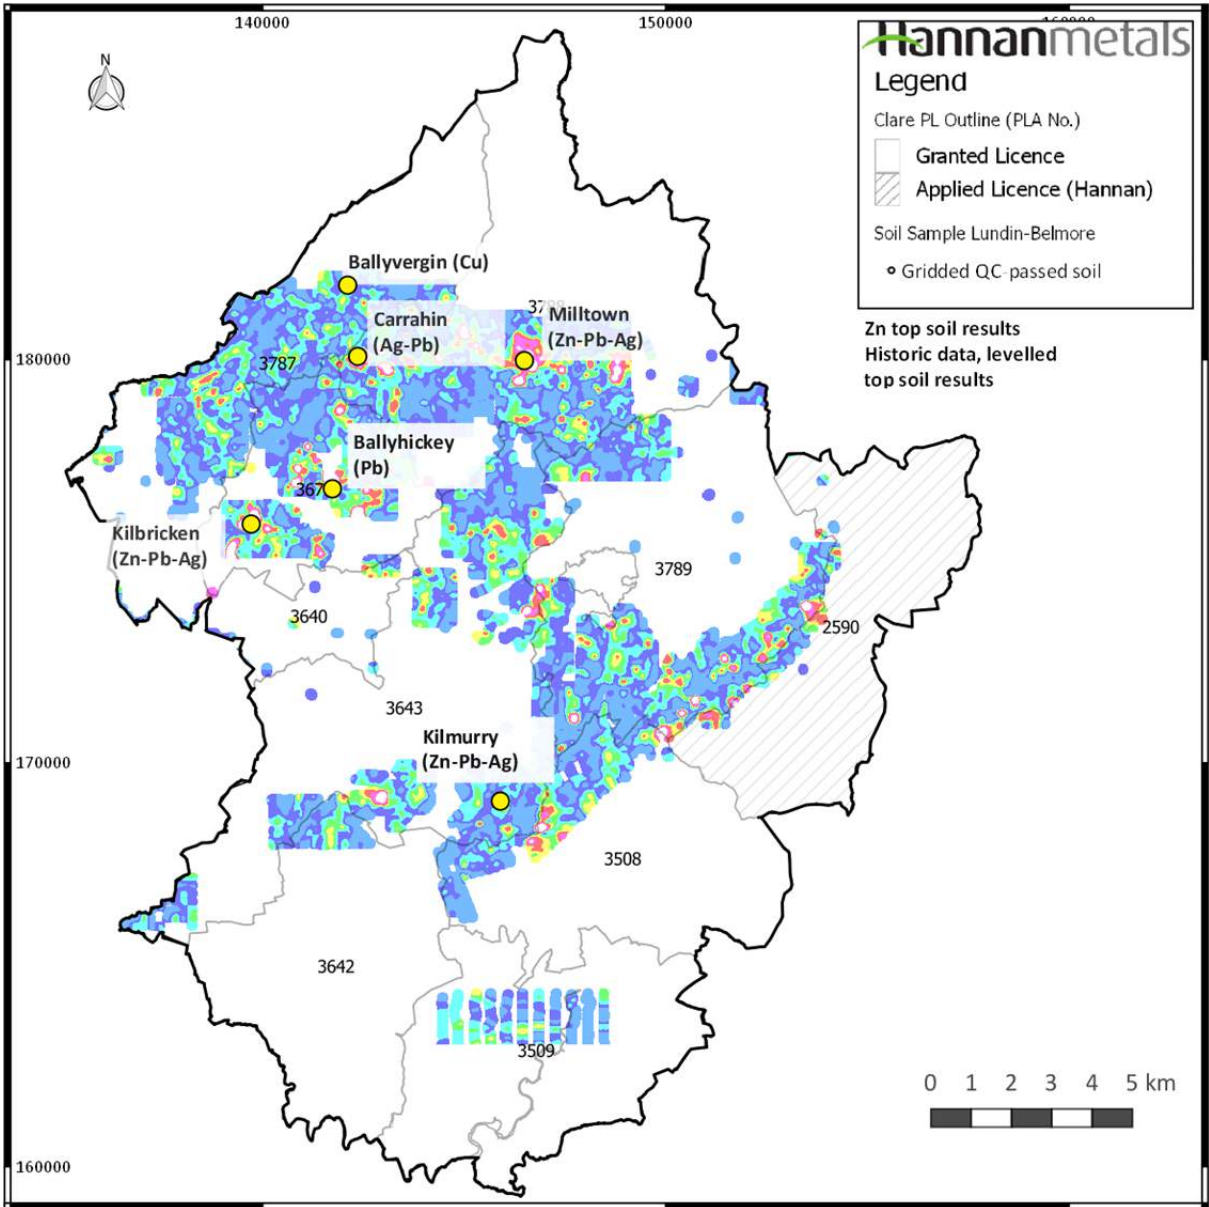 140000
150000
160000
N
Hannanmetals
Legend
Clare PL Outline (PLA No.)
Granted Licence
Applied Licence (Hannan)
Soil Sample Lundin-Belmore
Gridded QC-passed soil
Zn top soil results
Historic data, levelled
top soil results
Ballyvergin (Cu)
Carrahin
(Ag-Pb)
Milltown
(Zn-Pb-Ag)
180000
3787
Ballyhickey
(Pb)
Kilbricken
(Zn-Pb-Ag)
3789
3640
2590
3643
Kilmurry
(Zn-Pb-Ag)
170000
3508
3642
3509
0 1 2 3 4 5 km
160000